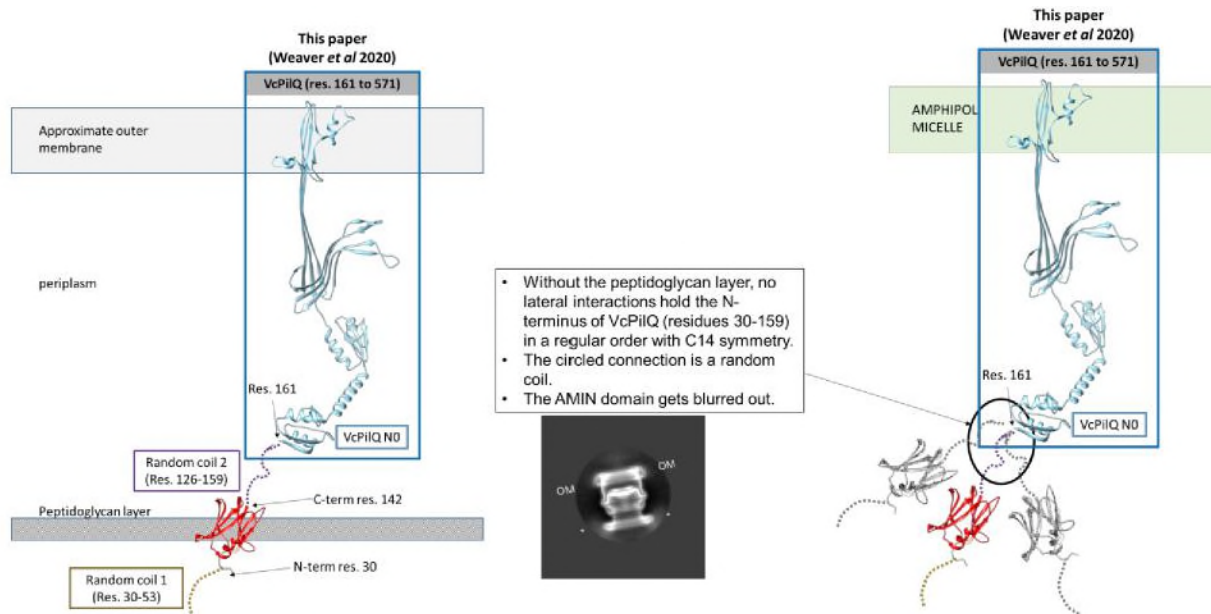 This paper
(Weaver et al 2020)
VcPilQ (res. 161 to 571)
Approximate outer
membrane
periplasm
Res. 161
VcPilQ N0
Random coil 2
(Res. 126-159)
C-term res. 142
Peptidoglycan layer
N-term res. 30
Random coil 1
(Res. 30-53)
• Without the peptidoglycan layer, no
lateral interactions hold the N-
terminus of VcPilQ (residues 30-159)
in a regular order with C14 symmetry.
• The circled connection is a random
coil.
• The AMIN domain gets blurred out.
OM
OM
This paper
(Weaver et al 2020)
VcPilQ (res. 161 to 571)
AMPHIPOL
MICELLE
Res. 161
VcPilQ N0